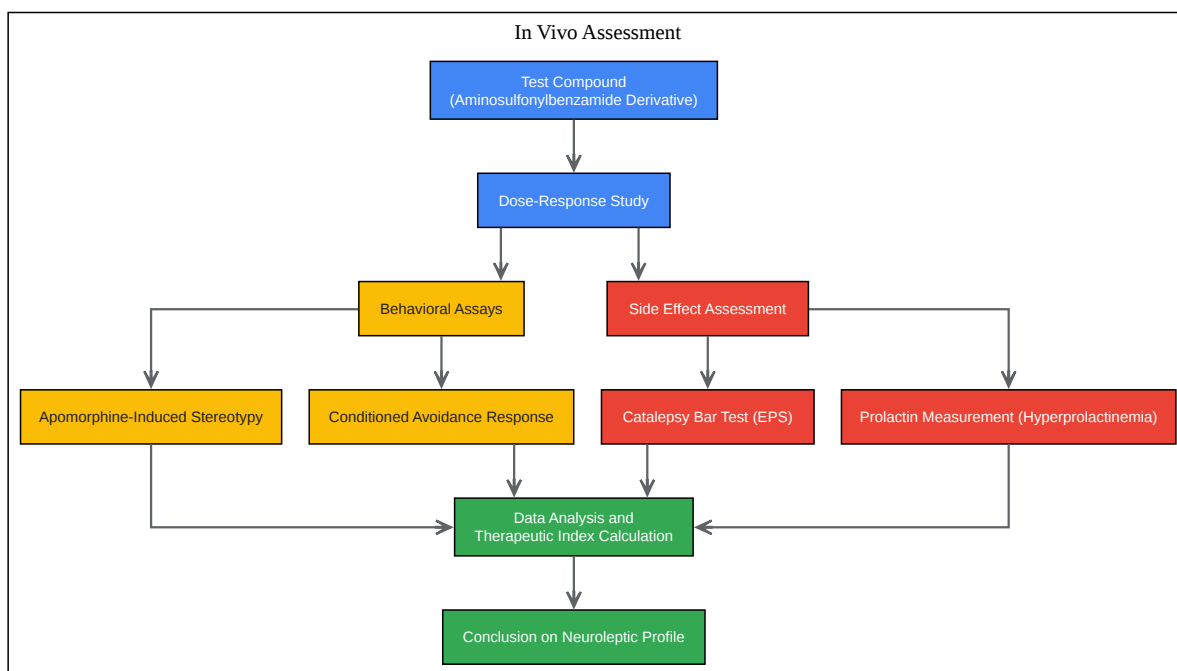 In Vivo Assessment
Test Compound
(Aminosulfonylbenzamide Derivative)
Dose-Response Study
Behavioral Assays
Side Effect Assessment
Apomorphine-Induced Stereotypy
Conditioned Avoidance Response
Catalepsy Bar Test (EPS)
Prolactin Measurement (Hyperprolactinemia)
Data Analysis and
Therapeutic Index Calculation
Conclusion on Neuroleptic Profile